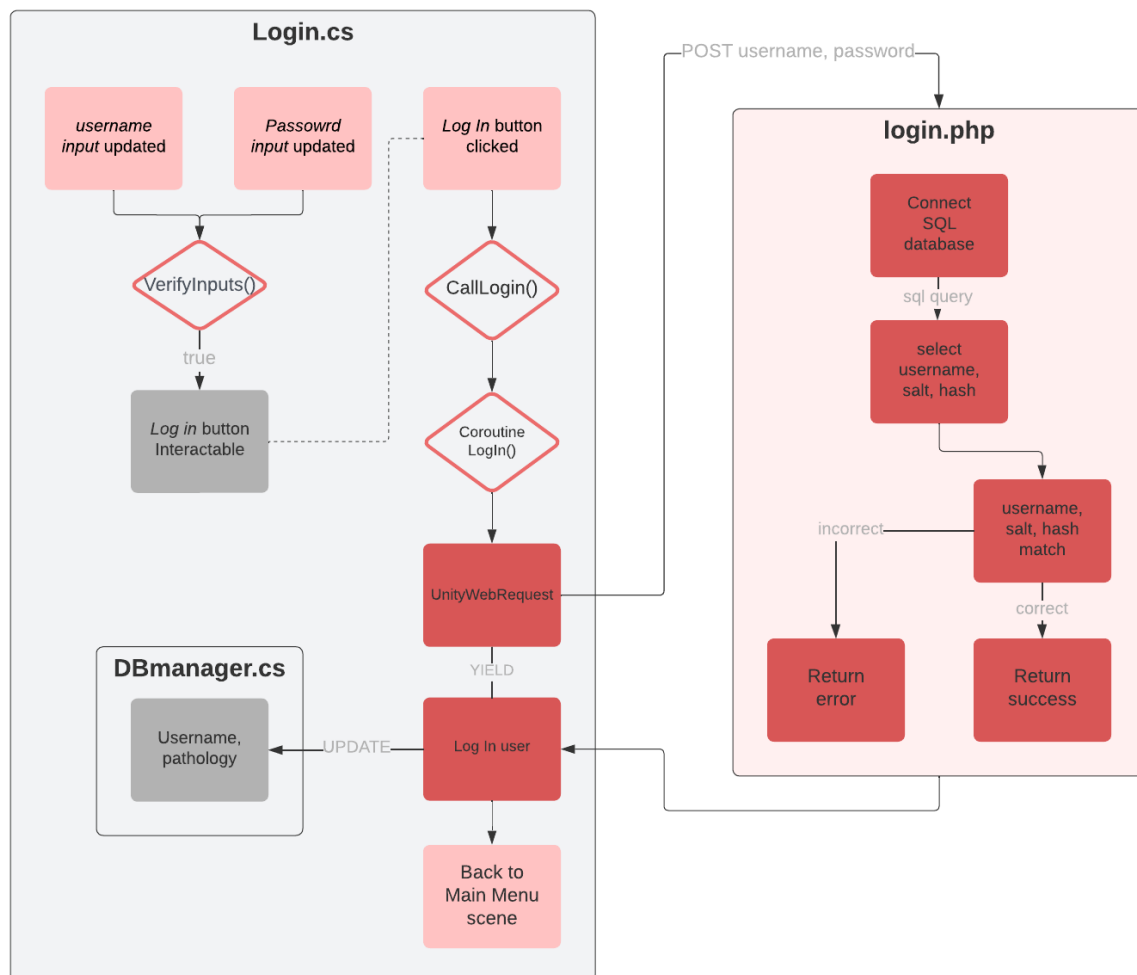 Login.cs
username
input updated
Passowrd
input updated
Log In button
clicked
VerifyInputs()
true
Log in button
Interactable
CallLogin()
Coroutine
LogIn()
UnityWebRequest
YIELD
Log In user
UPDATE
DBmanager.cs
Username,
pathology
Back to
Main Menu
scene
POST username, password
login.php
Connect
SQL
database
sql query
select
username,
salt, hash
username,
salt, hash
match
incorrect
correct
Return
error
Return
success